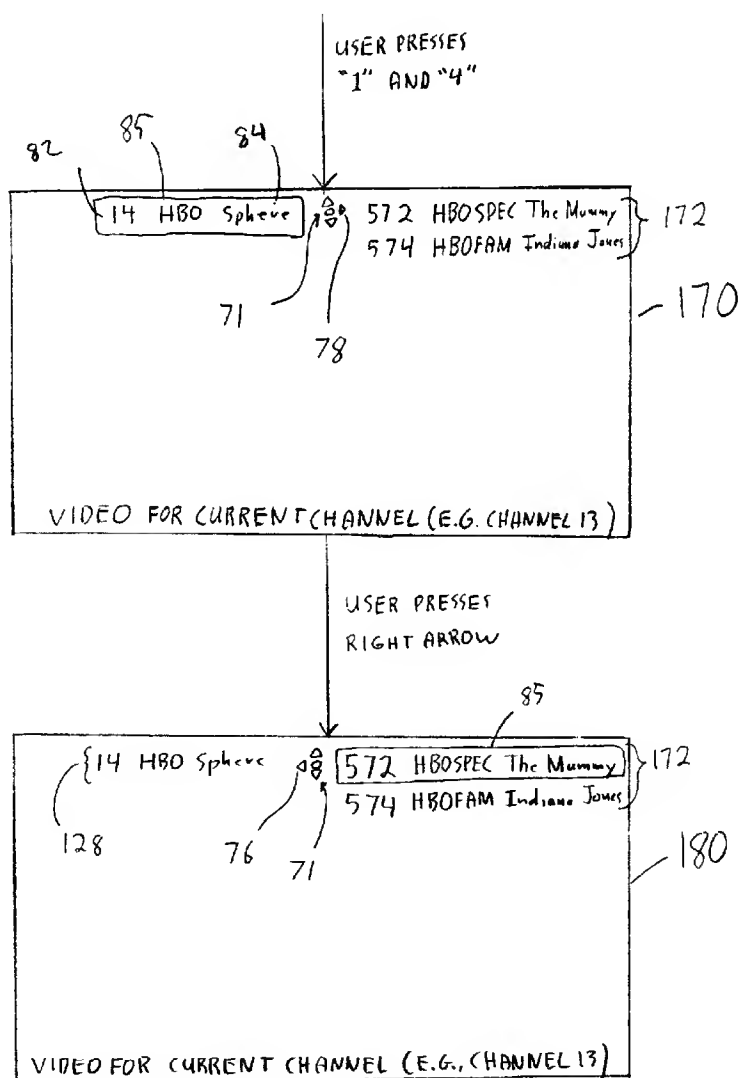 USER PRESSES
"1" AND "4"
82
85
84
14 HBO Sphere
572 HBOSPEC The Mummy
172
574 HBOFAM Indiana Jones
71
78
170
VIDEO FOR CURRENT CHANNEL (E.G. CHANNEL 13)
USER PRESSES
RIGHT ARROW
85
14 HBO Sphere
572 HBOSPEC The Mummy
172
574 HBOFAM Indiana Jones
128
76
71
180
VIDEO FOR CURRENT CHANNEL (E.G., CHANNEL 13)